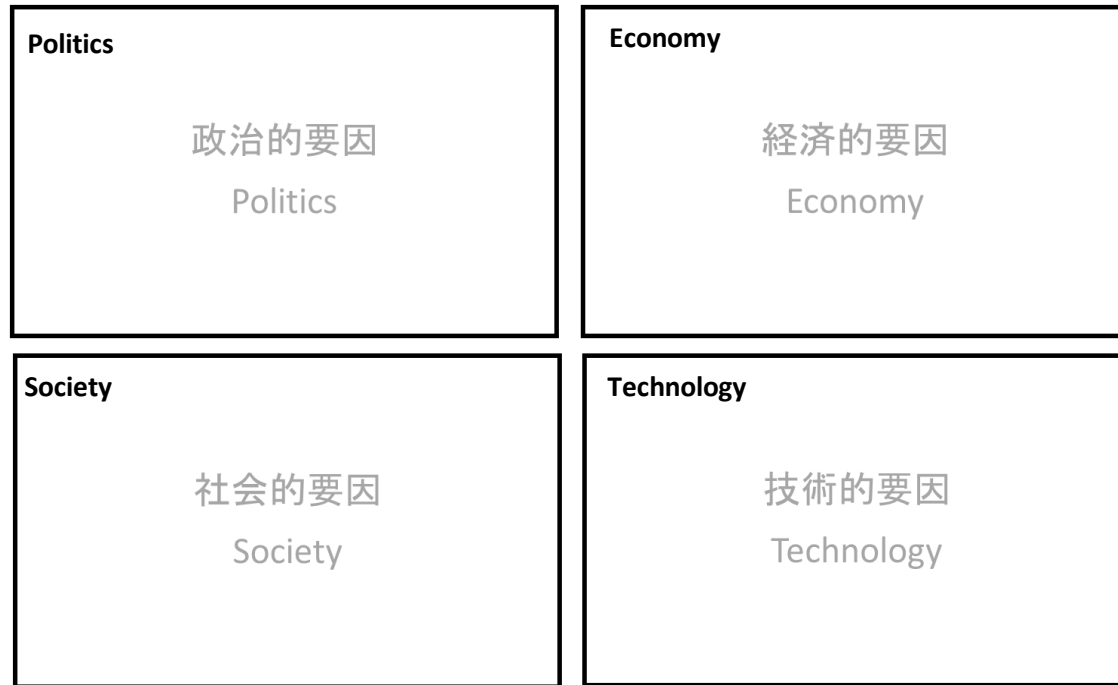 Politics
政治的要因
Politics
Economy
経済的要因
Economy
Society
社会的要因
Society
Technology
技術的要因
Technology